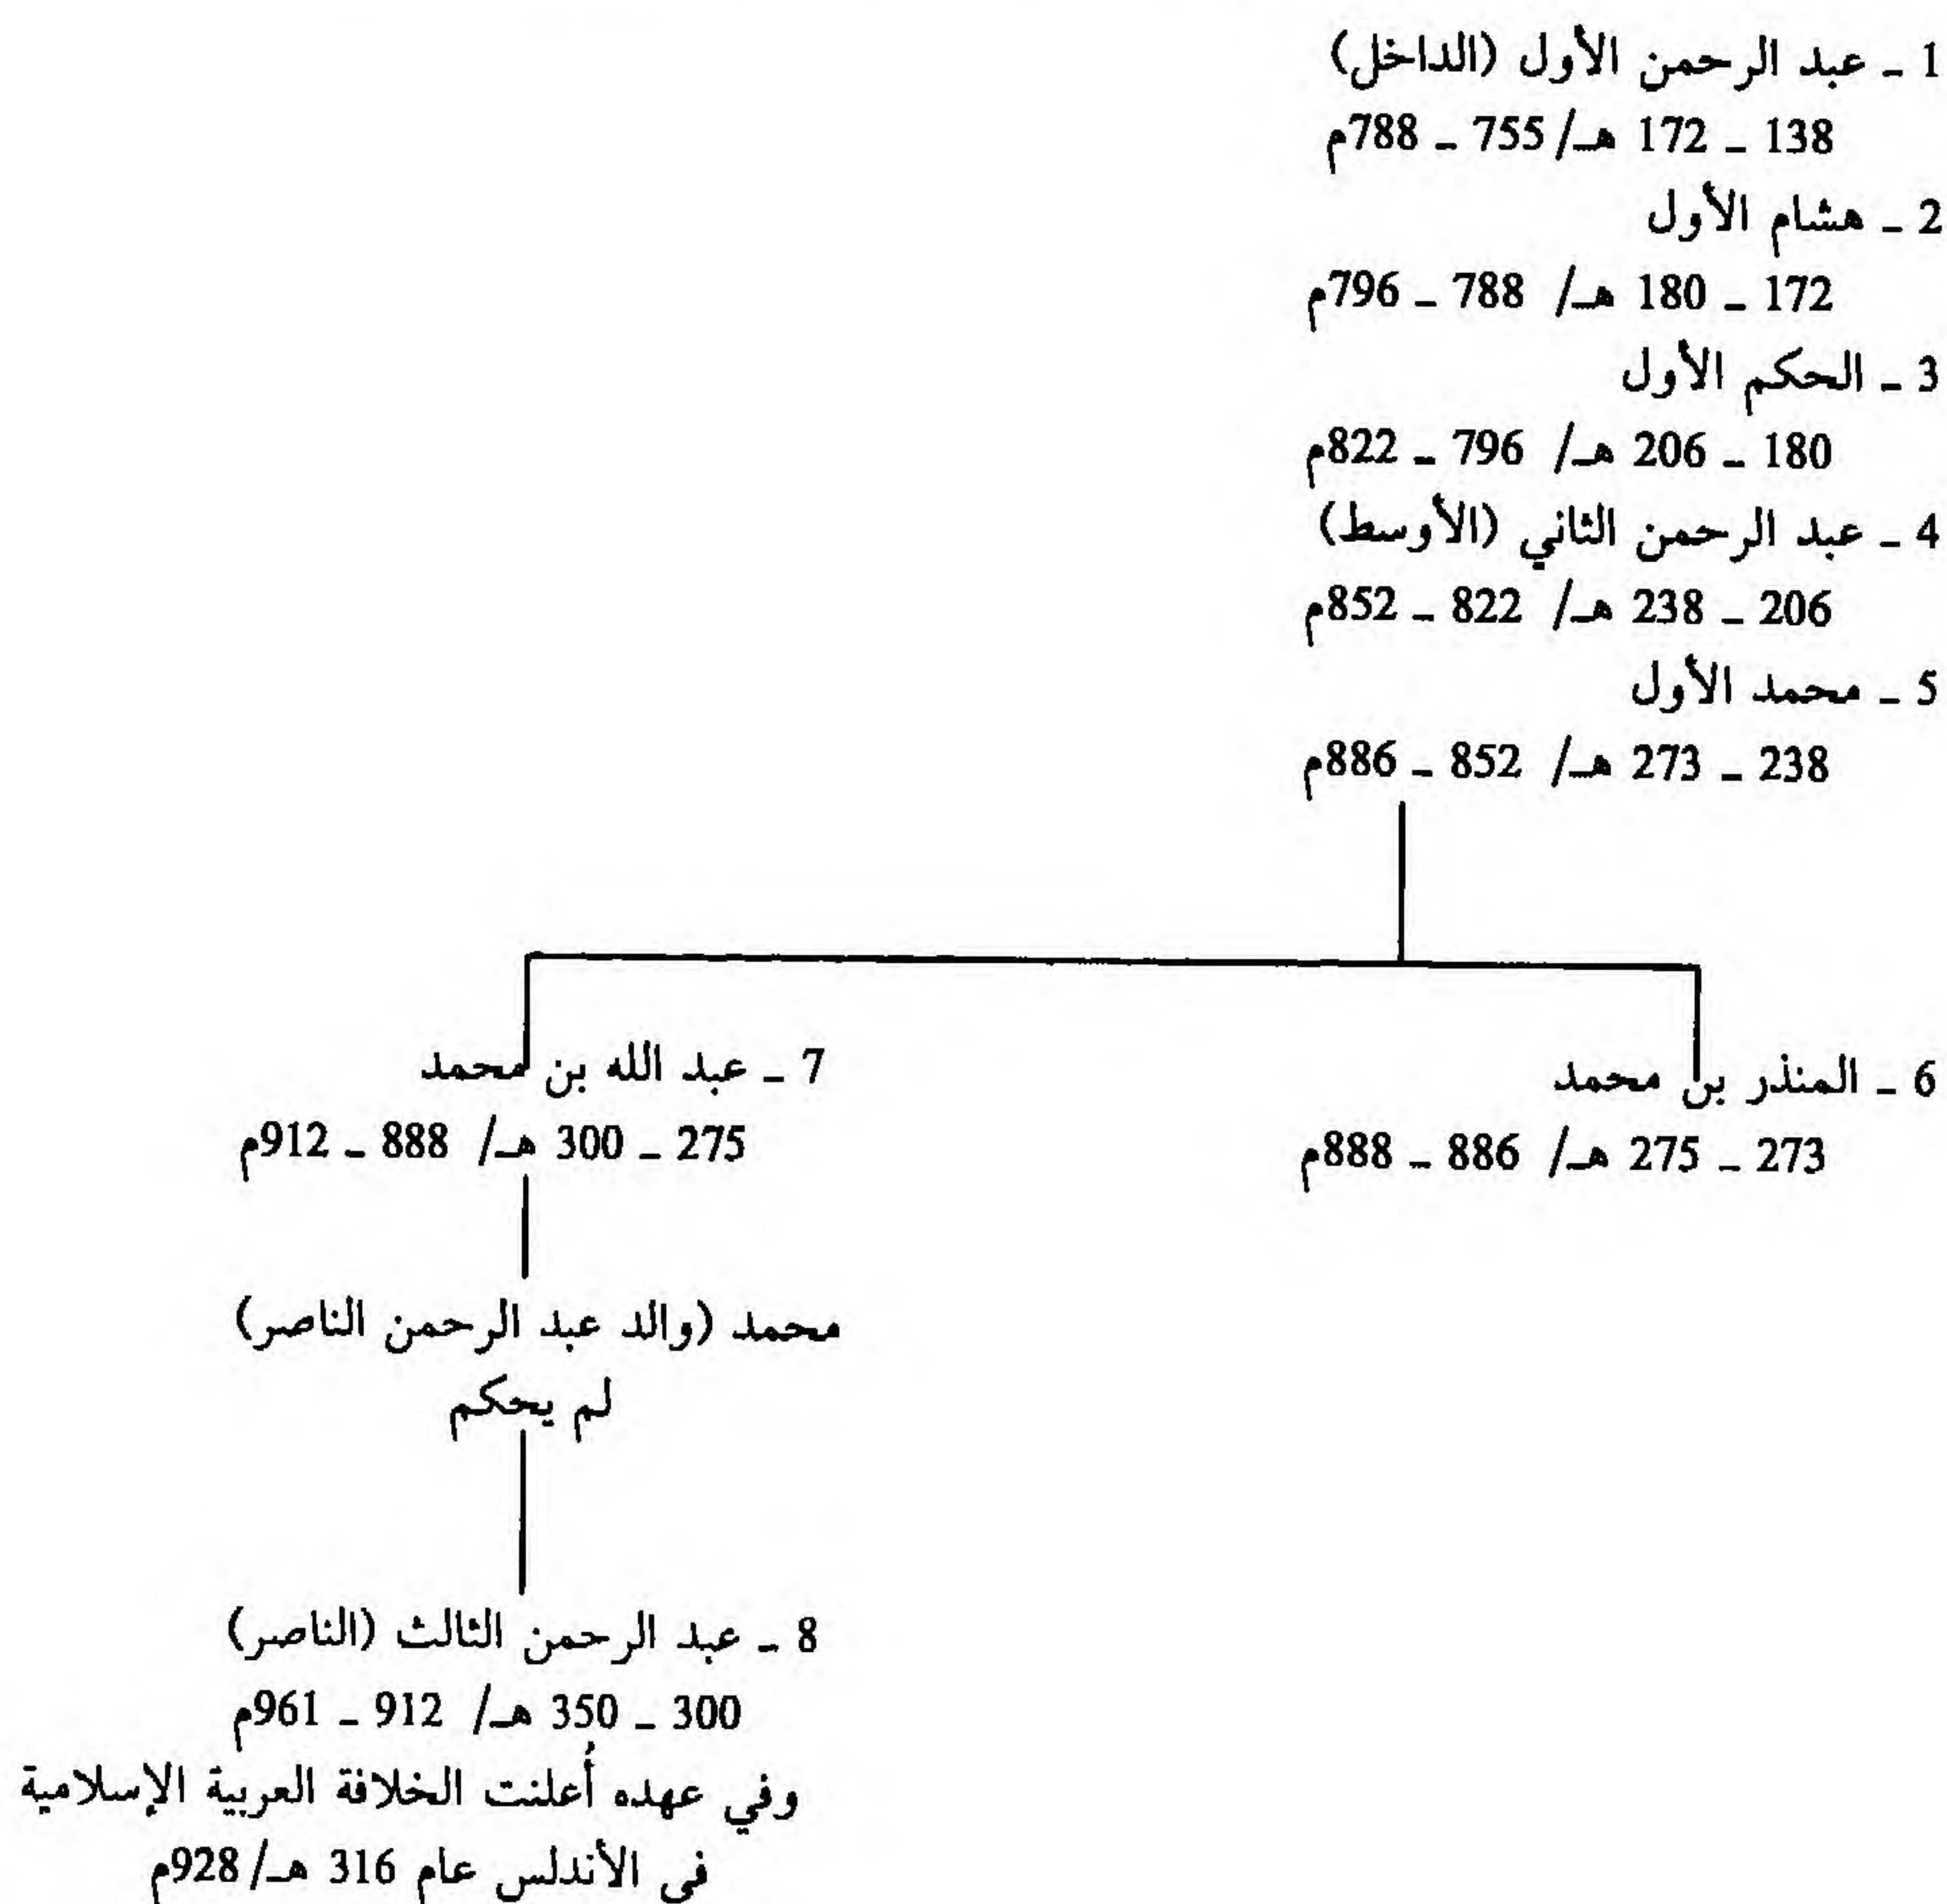 1 ـ عبد الرحمن الأول (الداخل)
138 ـ 172 هـ/ 755 ـ 788م
2 ـ هشام الأول
172 ـ 180 هـ/ 788 ـ 796م
3 ـ الحكم الأول
180 ـ 206 هـ/ 796 ـ 822م
4 ـ عبد الرحمن الثاني (الأوسط)
206 ـ 238 هـ/ 822 ـ 852م
5 ـ محمد الأول
238 ـ 273 هـ/ 852 ـ 886م
6 ـ المنذر بن محمد
273 ـ 275 هـ/ 886 ـ 888م
7 ـ عبد الله بن محمد
275 ـ 300 هـ/ 888 ـ 912م
محمد (والد عبد الرحمن الناصر)
لم يحكم
8 ـ عبد الرحمن الثالث (الناصر)
300 ـ 350 هـ/ 912 ـ 961م
وفي عهده أُعلنت الخلافة العربية الإسلامية
في الأندلس عام 316 هـ/ 928م